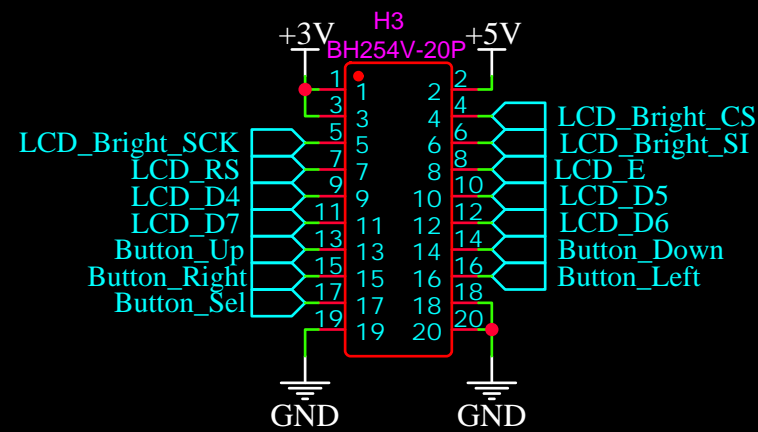 H3
+3V +5V
BH254V-20P
1 1 2 2
3 3 4 4 LCD_Bright_CS
LCD_Bright_SCK 5 5 6 6 LCD_Bright_SI
LCD_RS 7 7 8 8 LCD_E
LCD_D4 9 9 10 10 LCD_D5
LCD_D7 11 11 12 12 LCD_D6
Button_Up 13 13 14 14 Button_Down
Button_Right 15 15 16 16 Button_Left
Button_Sel 17 17 18 18
19 19 20 20
GND GND